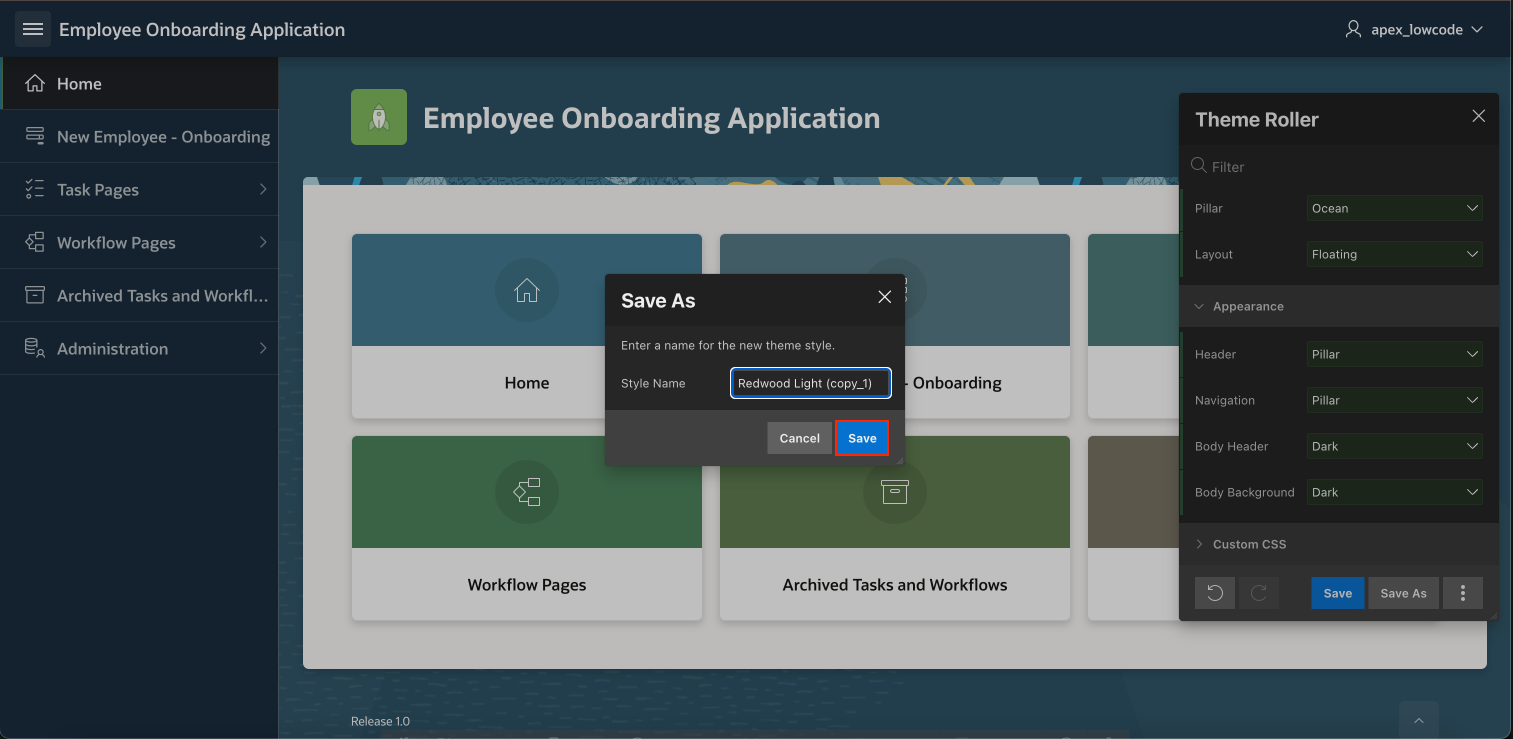 Employee Onboarding Application
apex_lowcode
Home
New Employee - Onboarding
Task Pages
Workflow Pages
Archived Tasks and Workfl...
Administration
Employee Onboarding Application
Home
- Onboarding
Workflow Pages
Archived Tasks and Workflows
Release 1.0
Save As
Enter a name for the new theme style.
Style Name Redwood Light (copy_1)
Cancel Save
Theme Roller
Filter
Pillar Ocean
Layout Floating
Appearance
Header Pillar
Navigation Pillar
Body Header Dark
Body Background Dark
Custom CSS
Save Save As